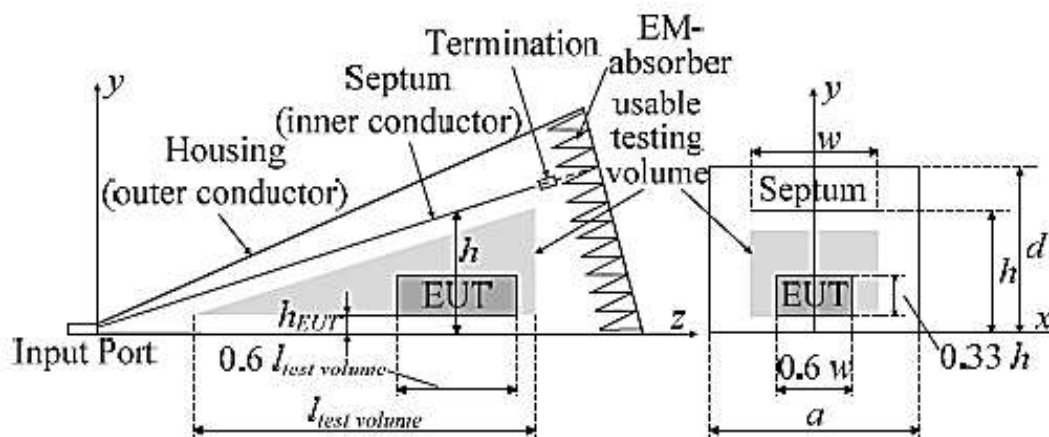 y
Termination
Septum
(inner conductor)
Housing
(outer conductor)
EM-
absorber
usable
testing
volume
y
w
Septum
h
d
h
EUT
EUT
h_EUT
z
x
Input Port
0.6 l_test volume
0.6 w
0.33 h
l_test volume
a